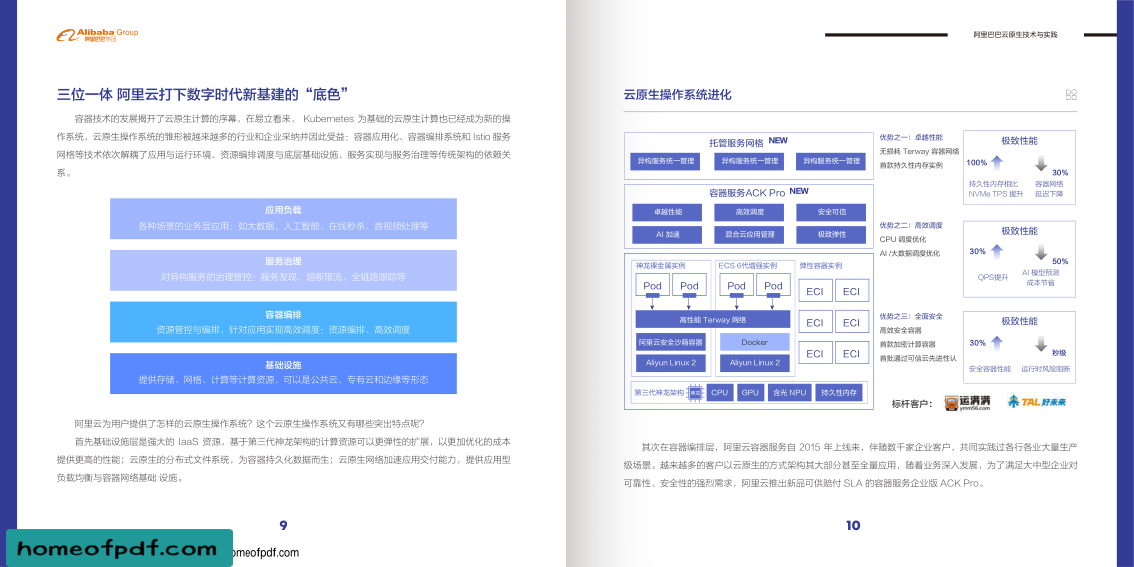 Alibaba Group
阿里巴巴集团
三位一体 阿里云打下数字时代新基建的“底色”
容器技术的发展揭开了云原生计算的序幕，在易立看来， Kubernetes 为基础的云原生计算也已经成为新的操
作系统，云原生操作系统的雏形被越来越多的行业和企业采纳并因此受益：容器应用化、容器编排系统和 Istio 服务
网格等技术依次解耦了应用与运行环境、资源编排调度与底层基础设施、服务实现与服务治理等传统架构的依赖关
系。
应用负载
各种场景的业务层应用：如大数据、人工智能、在线秒杀、音视频处理等
服务治理
对异构服务的治理管控：服务发现、熔断限流、全链路跟踪等
容器编排
资源管控与编排，针对应用实现高效调度：资源编排、高效调度
基础设施
提供存储、网格、计算等计算资源，可以是公共云、专有云和边缘等形态
阿里云为用户提供了怎样的云原生操作系统？这个云原生操作系统又有哪些突出特点呢？
首先基础设施层是强大的 IaaS 资源，基于第三代神龙架构的计算资源可以更弹性的扩展，以更加优化的成本
提供更高的性能；云原生的分布式文件系统，为容器持久化数据而生；云原生网络加速应用交付能力，提供应用型
负载均衡与容器网络基础 设施。
9
homeofpdf.com
omeofpdf.com
阿里巴巴云原生技术与实践
云原生操作系统进化
托管服务网格 NEW
异构服务统一管理 异构服务统一管理 异构服务统一管理
容器服务ACK Pro NEW
卓越性能 高效调度 安全可信
AI 加速 混合云应用管理 极致弹性
神龙裸金属实例 ECS 6代增强实例 弹性容器实例
Pod Pod Pod Pod ECI ECI
高性能 Terway 网络 ECI ECI
阿里云安全沙箱容器 Docker ECI ECI
Aliyun Linux 2 Aliyun Linux 2
第三代神龙架构 CPU GPU 含光 NPU 持久性内存
优势之一：卓越性能
无损耗 Terway 容器网络
首款持久性内存实例
极致性能
100% 30%
持久性内存相比 容器网络
NVMe TPS 提升 延迟下降
优势之二：高效调度
CPU 调度优化
AI /大数据调度优化
极致性能
30% 50%
QPS提升 AI 模型预测
成本节省
优势之三：全面安全
高效安全容器
首款加密计算容器
首批通过可信云先进性认
极致性能
30% 秒级
安全容器性能 运行时风险阻断
标杆客户： 运满满 ymm56.com TAL 好未来
其次在容器编排层，阿里云容器服务自 2015 年上线来，伴随数千家企业客户，共同实践过各行各业大量生产
级场景。越来越多的客户以云原生的方式架构其大部分甚至全量应用，随着业务深入发展，为了满足大中型企业对
可靠性、安全性的强烈需求，阿里云推出新品可供赔付 SLA 的容器服务企业版 ACK Pro。
10